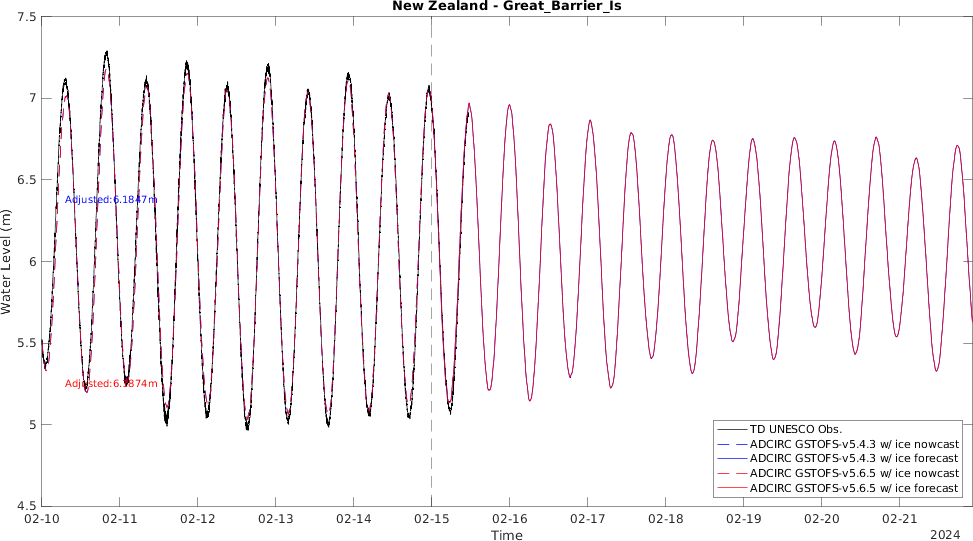 New Zealand - Great_Barrier_Is
7.5
7
6.5
6
5.5
5
4.5
Water Level (m)
Adjusted:6.1847m
Adjusted:6.1874m
TD UNESCO Obs.
ADCIRC GSTOFS-v5.4.3 w/ ice nowcast
ADCIRC GSTOFS-v5.4.3 w/ ice forecast
ADCIRC GSTOFS-v5.6.5 w/ ice nowcast
ADCIRC GSTOFS-v5.6.5 w/ ice forecast
02-10 02-11 02-12 02-13 02-14 02-15 02-16 02-17 02-18 02-19 02-20 02-21
Time
2024